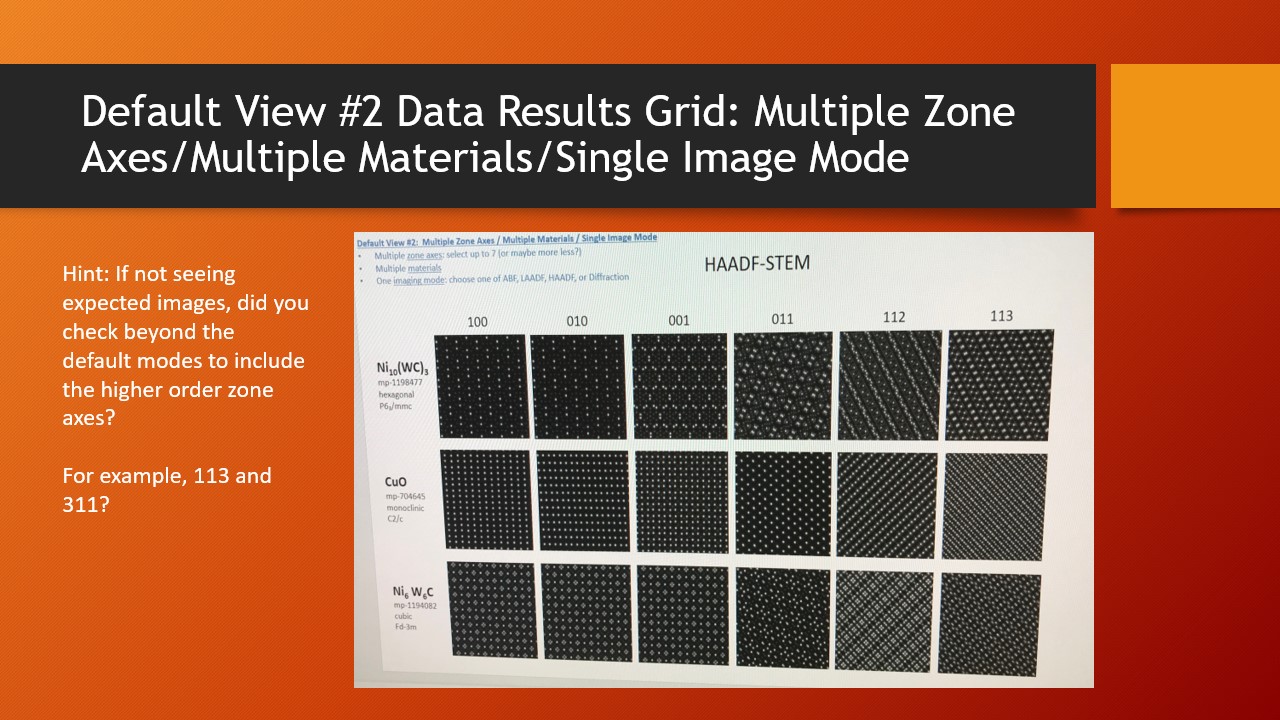 Default View #2 Data Results Grid: Multiple Zone
Axes/Multiple Materials/Single Image Mode
Hint: If not seeing
expected images, did you
check beyond the
default modes to include
the higher order zone
axes?
For example, 113 and
311?
Default View #2: Multiple Zone Axes / Multiple Materials / Single Image Mode
• Multiple zone axes: select up to 7 (or maybe more less?)
• Multiple materials
• One imaging mode: choose one of ABF, LAADF, HAADF, or Diffraction
HAADF-STEM
100 010 001 011 112 113
Ni₁₀(WC)₃
mp-1198477
hexagonal
P6₃/mmc
CuO
mp-704645
monoclinic
C2/c
Ni₆ W₆C
mp-1194082
cubic
Fd-3m